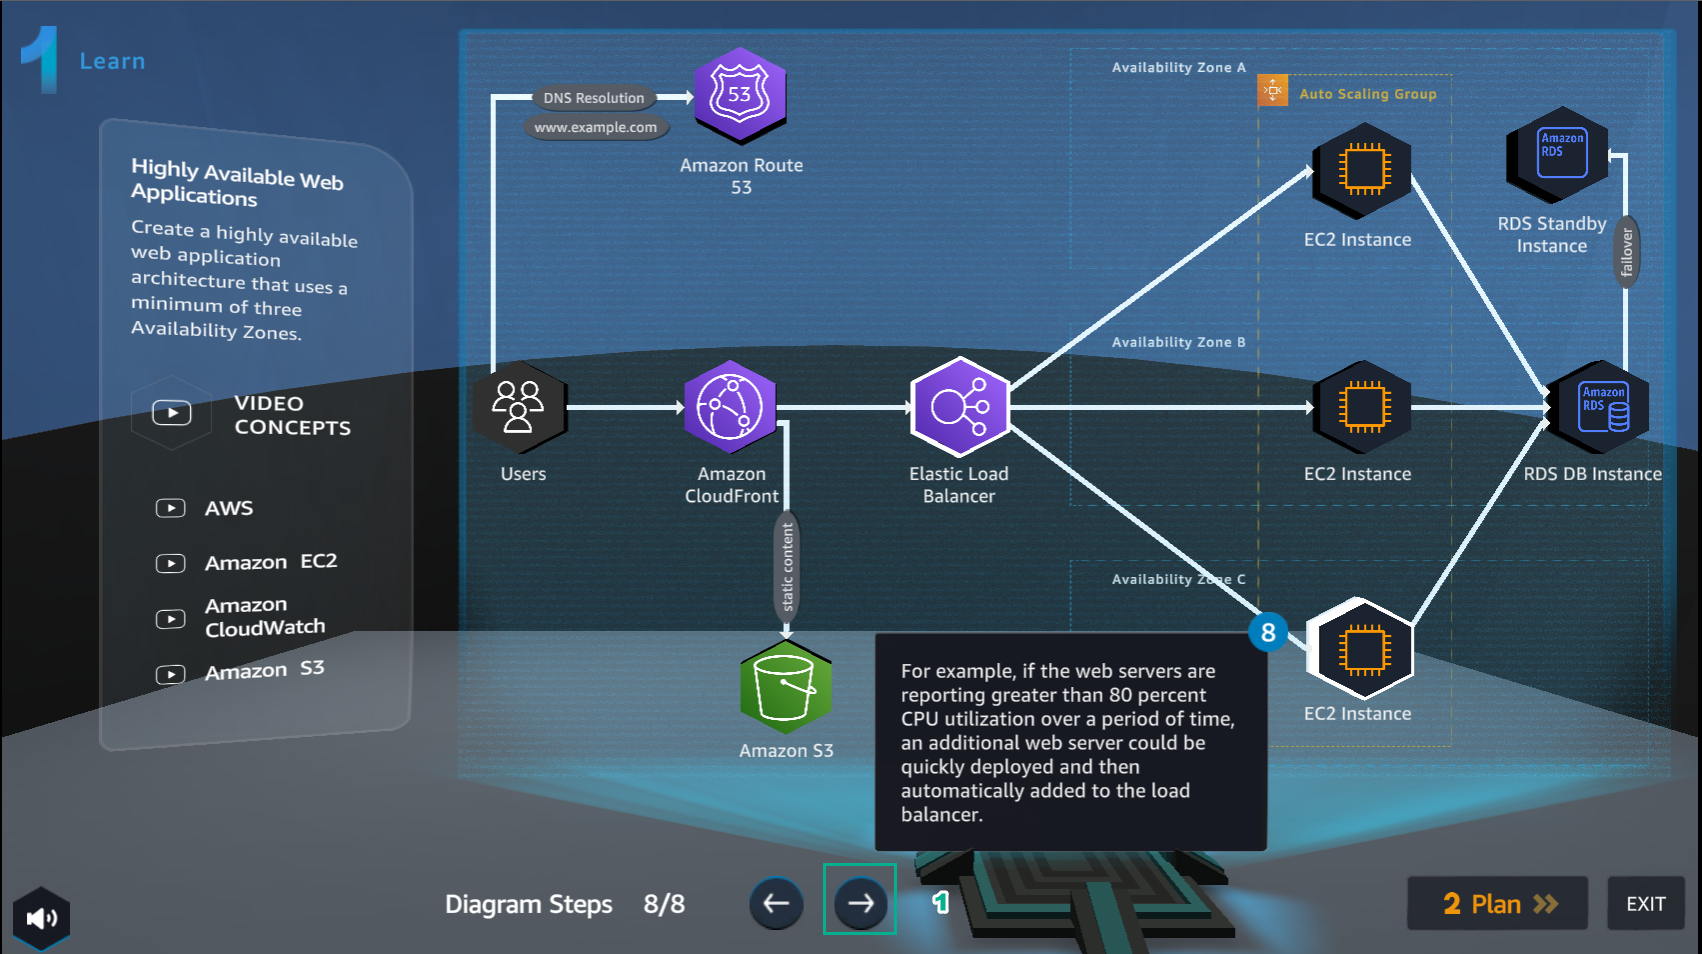 1 Learn
Highly Available Web
Applications
Create a highly available
web application
architecture that uses a
minimum of three
Availability Zones.
VIDEO
CONCEPTS
AWS
Amazon EC2
Amazon
CloudWatch
Amazon S3
DNS Resolution
www.example.com
53
Amazon Route
53
Users
Amazon
CloudFront
static content
Amazon S3
Elastic Load
Balancer
Availability Zone A
Auto Scaling Group
EC2 Instance
Amazon
RDS
RDS Standby
Instance
failover
Availability Zone B
EC2 Instance
Amazon
RDS
RDS DB Instance
Availability Zone C
8
EC2 Instance
For example, if the web servers are
reporting greater than 80 percent
CPU utilization over a period of time,
an additional web server could be
quickly deployed and then
automatically added to the load
balancer.
Diagram Steps 8/8
1
2 Plan
EXIT